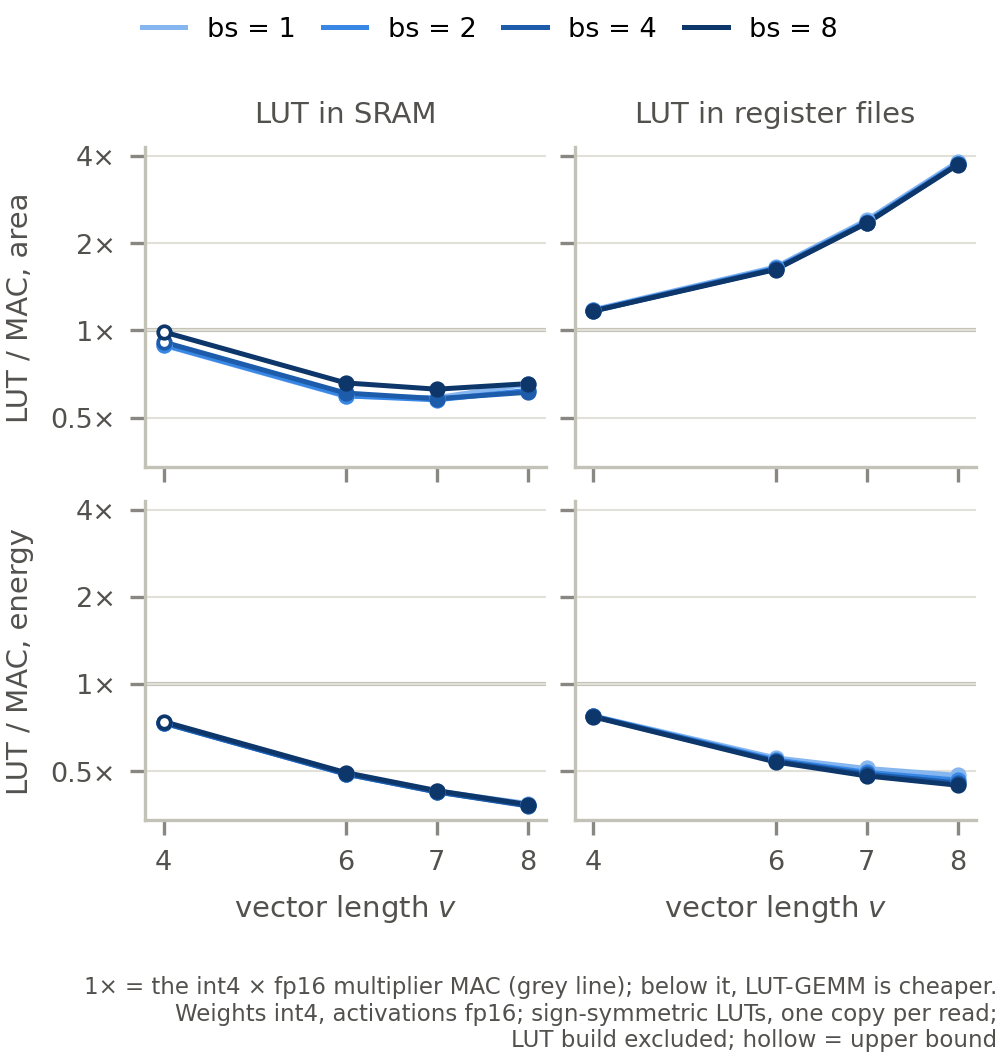 bs = 1 bs = 2 bs = 4 bs = 8
LUT in SRAM LUT in register files
LUT / MAC, area
4×
2×
1×
0.5×
LUT / MAC, energy
4×
2×
1×
0.5×
4 6 7 8 4 6 7 8
vector length v vector length v
1× = the int4 × fp16 multiplier MAC (grey line); below it, LUT-GEMM is cheaper.
Weights int4, activations fp16; sign-symmetric LUTs, one copy per read;
LUT build excluded; hollow = upper bound